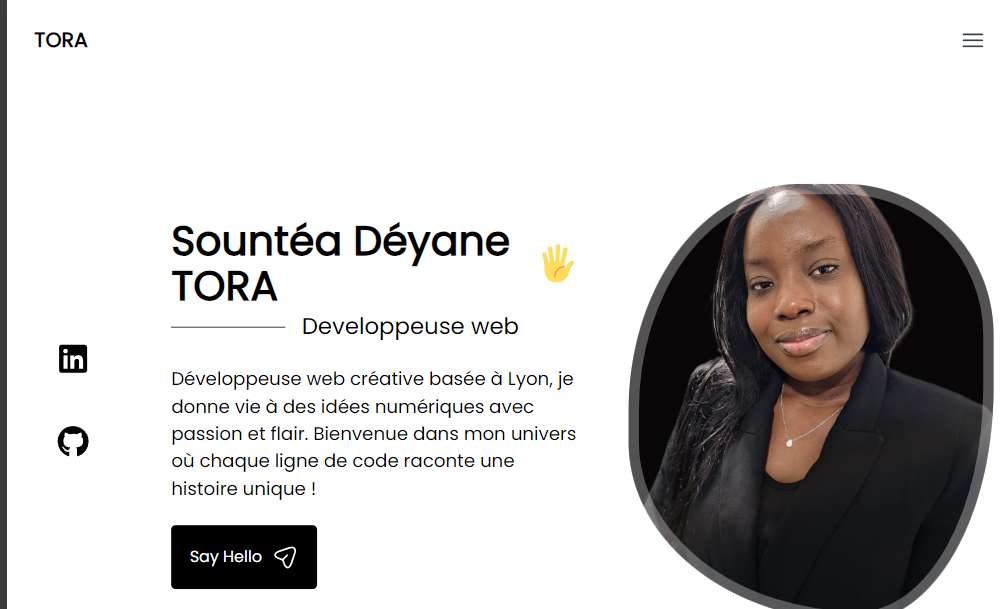 TORA
Sountéa Déyane
TORA
Developpeuse web
Développeuse web créative basée à Lyon, je
donne vie à des idées numériques avec
passion et flair. Bienvenue dans mon univers
où chaque ligne de code raconte une
histoire unique !
Say Hello
in